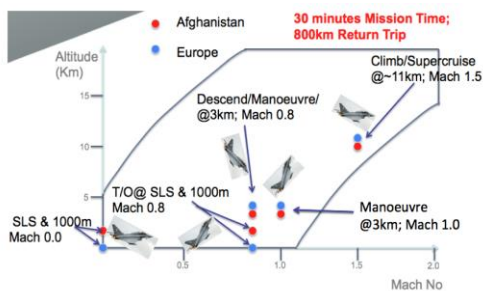 Afghanistan
Europe
30 minutes Mission Time;
800km Return Trip
Altitude
(Km)
15
10
5
Climb/Supercruise
@~11km; Mach 1.5
Descend/Manoeuvre/
@3km; Mach 0.8
T/O@ SLS & 1000m
Mach 0.8
SLS & 1000m
Mach 0.0
Manoeuvre
@3km; Mach 1.0
0.5
1.0
1.5
2.0
Mach No